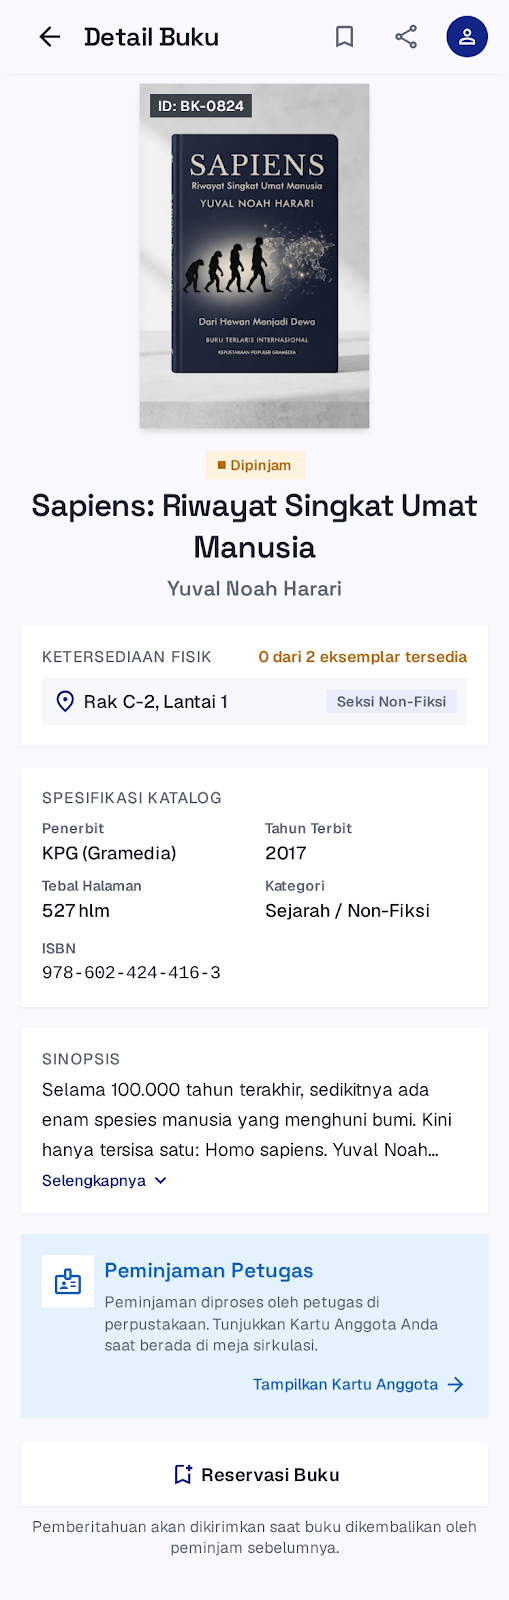 Detail Buku
ID: BK-0824
SAPIENS
Riwayat Singkat Umat Manusia
YUVAL NOAH HARARI
Dari Hewan Menjadi Dewa
BUKU TERLARIS INTERNASIONAL
KEPUSTAKAAN POPULER GRAMEDIA
Dipinjam
Sapiens: Riwayat Singkat Umat
Manusia
Yuval Noah Harari
KETERSEDIAAN FISIK
0 dari 2 eksemplar tersedia
Rak C-2, Lantai 1
Seksi Non-Fiksi
SPESIFIKASI KATALOG
Penerbit
KPG (Gramedia)
Tahun Terbit
2017
Tebal Halaman
527 hlm
Kategori
Sejarah / Non-Fiksi
ISBN
978-602-424-416-3
SINOPSIS
Selama 100.000 tahun terakhir, sedikitnya ada
enam spesies manusia yang menghuni bumi. Kini
hanya tersisa satu: Homo sapiens. Yuval Noah...
Selengkapnya
Peminjaman Petugas
Peminjaman diproses oleh petugas di
perpustakaan. Tunjukkan Kartu Anggota Anda
saat berada di meja sirkulasi.
Tampilkan Kartu Anggota
Reservasi Buku
Pemberitahuan akan dikirimkan saat buku dikembalikan oleh
peminjam sebelumnya.